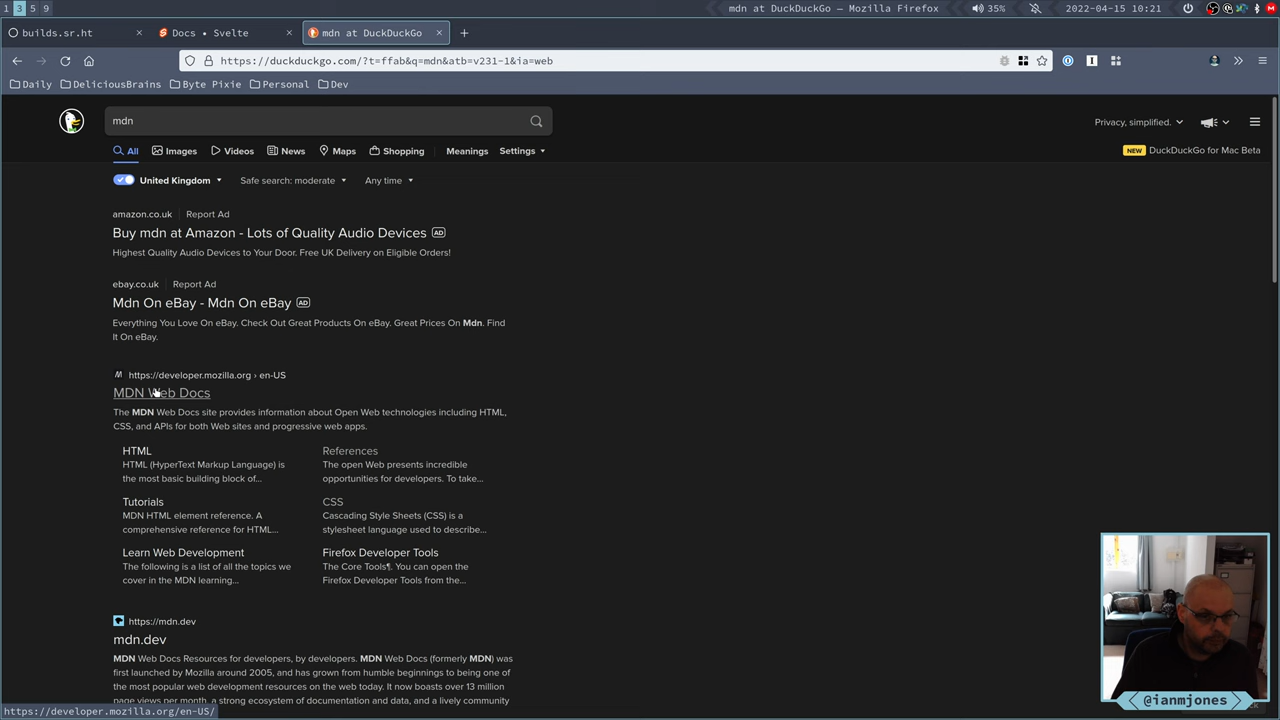 1 3 5 9
mdn at DuckDuckGo — Mozilla Firefox
35%
2022-04-15 10:21
builds.sr.ht
Docs • Svelte
mdn at DuckDuckGo
https://duckduckgo.com/?t=ffab&q=mdn&atb=v231-1&ia=web
Daily
DeliciousBrains
Byte Pixie
Personal
Dev
mdn
Privacy, simplified.
All
Images
Videos
News
Maps
Shopping
Meanings
Settings
NEW DuckDuckGo for Mac Beta
United Kingdom
Safe search: moderate
Any time
amazon.co.uk Report Ad
Buy mdn at Amazon - Lots of Quality Audio Devices AD
Highest Quality Audio Devices to Your Door. Free UK Delivery on Eligible Orders!
ebay.co.uk Report Ad
Mdn On eBay - Mdn On eBay AD
Everything You Love On eBay. Check Out Great Products On eBay. Great Prices On Mdn. Find
It On eBay.
https://developer.mozilla.org › en-US
MDN Web Docs
The MDN Web Docs site provides information about Open Web technologies including HTML,
CSS, and APIs for both Web sites and progressive web apps.
HTML
HTML (HyperText Markup Language) is
the most basic building block of...
References
The open Web presents incredible
opportunities for developers. To take...
Tutorials
MDN HTML element reference. A
comprehensive reference for HTML...
CSS
Cascading Style Sheets (CSS) is a
stylesheet language used to describe...
Learn Web Development
The following is a list of all the topics we
cover in the MDN learning...
Firefox Developer Tools
The Core Tools¶. You can open the
Firefox Developer Tools from the...
https://mdn.dev
mdn.dev
MDN Web Docs Resources for developers, by developers. MDN Web Docs (formerly MDN) was
first launched by Mozilla around 2005, and has grown from humble beginnings to being one of
the most popular web development resources on the web today. It now boasts over 13 million
page views per month, a strong ecosystem of documentation and data, and a lively community
https://developer.mozilla.org/en-US/
@ianmjones